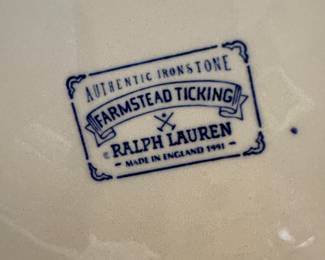 AUTHENTIC IRONSTONE
FARMSTEAD TICKING
© RALPH LAUREN
- MADE IN ENGLAND 1991 -